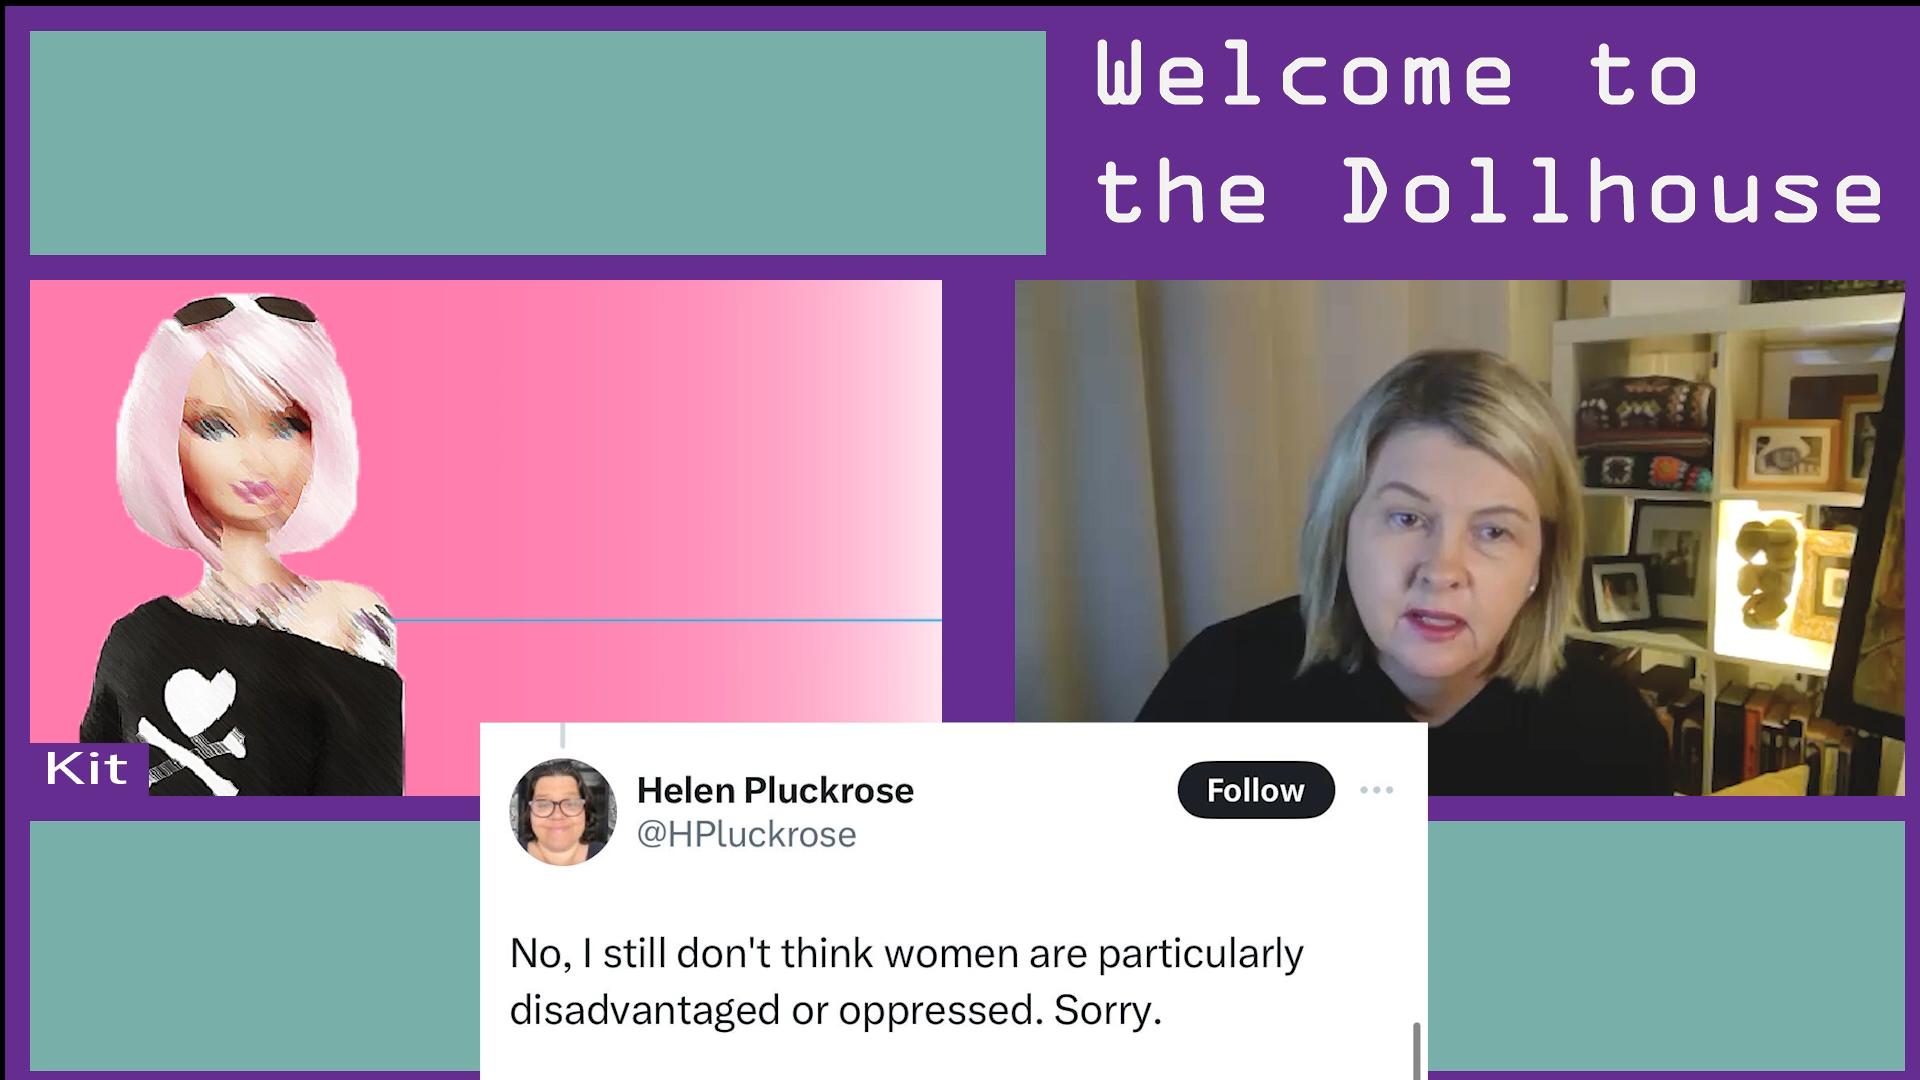 Welcome to
the Dollhouse
Kit
Helen Pluckrose
@HPluckrose
Follow
No, I still don't think women are particularly
disadvantaged or oppressed. Sorry.